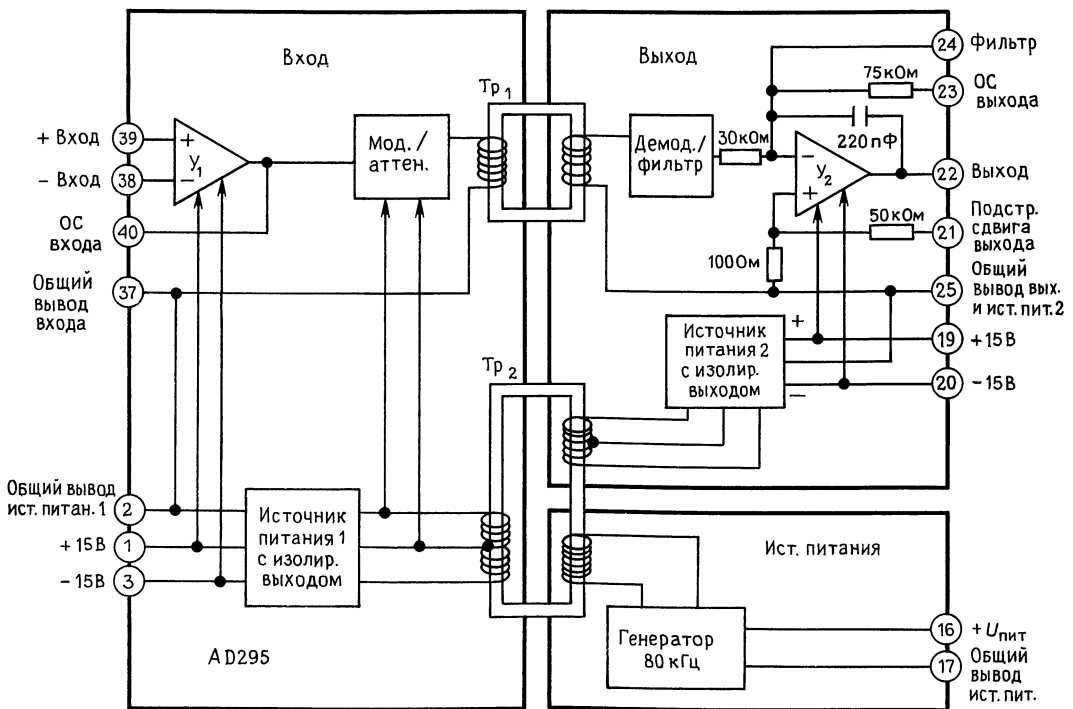 Вход
Выход
24 Фильтр
75 кОм
23 ОС
выхода
Тр1
39 + Вход
38 - Вход
+
-
У1
Мод./
аттен.
Демод./
фильтр
30 кОм
220 пФ
-
+
У2
22 Выход
40 ОС
входа
50 кОм
21 Подстр.
сдвига
выхода
100 Ом
37 Общий
вывод
входа
25 Общий
вывод вых.
и ист. пит. 2
Источник
питания 2
с изолир.
выходом
+
-
19 +15 В
20 -15 В
Тр2
2 Общий вывод
ист. питан. 1
1 +15 В
3 -15 В
Источник
питания 1
с изолир.
выходом
Ист. питания
Генератор
80 кГц
16 +Uпит
17 Общий
вывод
ист. пит.
AD295